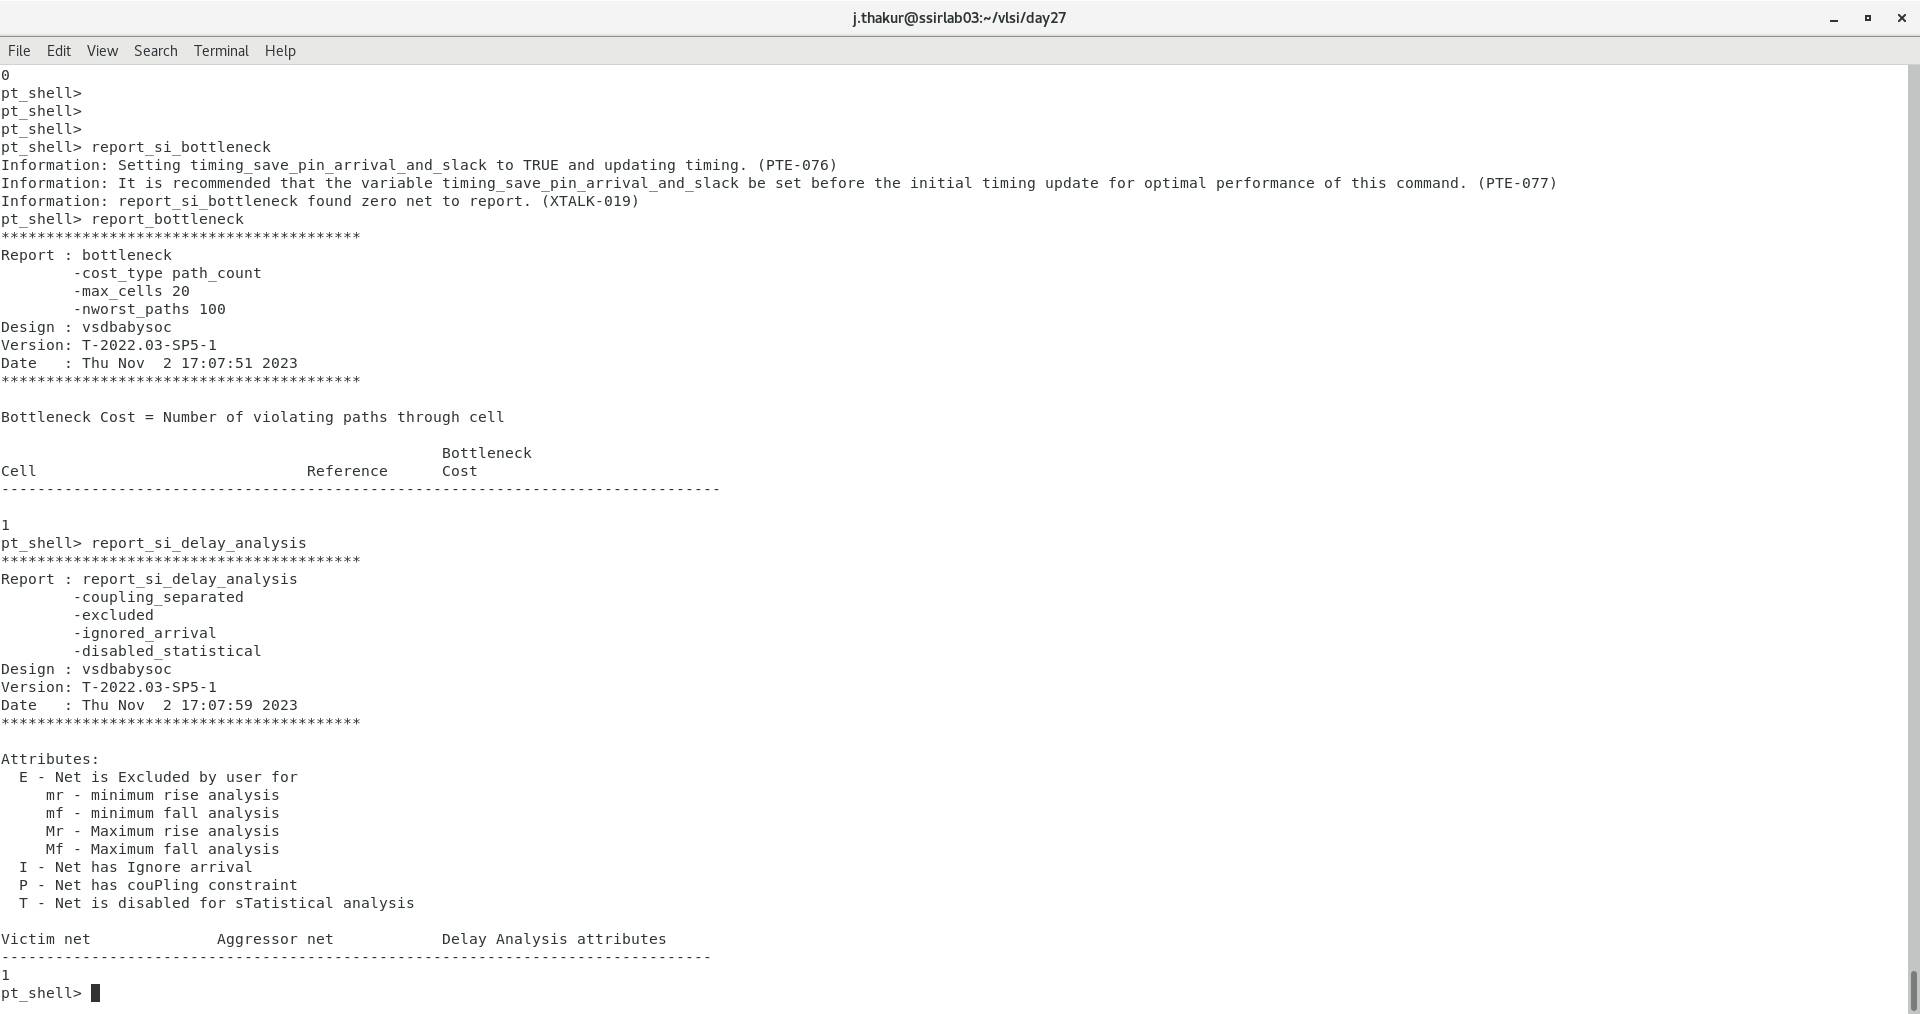 j.thakur@ssirlab03:~/vlsi/day27
File Edit View Search Terminal Help
0
pt_shell>
pt_shell>
pt_shell>
pt_shell> report_si_bottleneck
Information: Setting timing_save_pin_arrival_and_slack to TRUE and updating timing. (PTE-076)
Information: It is recommended that the variable timing_save_pin_arrival_and_slack be set before the initial timing update for optimal performance of this command. (PTE-077)
Information: report_si_bottleneck found zero net to report. (XTALK-019)
pt_shell> report_bottleneck
****************************************
Report : bottleneck
        -cost_type path_count
        -max_cells 20
        -nworst_paths 100
Design : vsdbabysoc
Version: T-2022.03-SP5-1
Date   : Thu Nov  2 17:07:51 2023
****************************************

Bottleneck Cost = Number of violating paths through cell

                                                 Bottleneck
Cell                              Reference      Cost
--------------------------------------------------------------------------------

1
pt_shell> report_si_delay_analysis
****************************************
Report : report_si_delay_analysis
        -coupling_separated
        -excluded
        -ignored_arrival
        -disabled_statistical
Design : vsdbabysoc
Version: T-2022.03-SP5-1
Date   : Thu Nov  2 17:07:59 2023
****************************************

Attributes:
  E - Net is Excluded by user for
     mr - minimum rise analysis
     mf - minimum fall analysis
     Mr - Maximum rise analysis
     Mf - Maximum fall analysis
  I - Net has Ignore arrival
  P - Net has couPling constraint
  T - Net is disabled for sTatistical analysis

Victim net              Aggressor net            Delay Analysis attributes
-------------------------------------------------------------------------------
1
pt_shell>